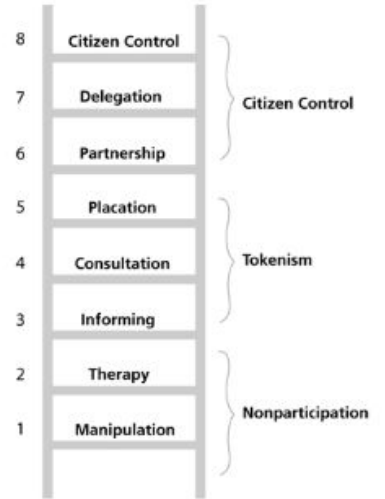 8 Citizen Control
7 Delegation
6 Partnership
Citizen Control
5 Placation
4 Consultation
3 Informing
Tokenism
2 Therapy
1 Manipulation
Nonparticipation